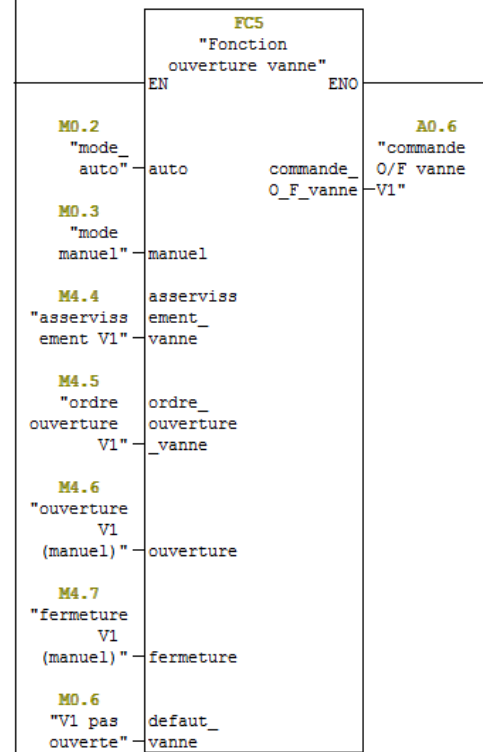 FC5
"Fonction
ouverture vanne"
EN ENO
M0.2
"mode_
auto" auto
A0.6
"commande
commande_ O/F vanne
O_F_vanne V1"
M0.3
"mode
manuel" manuel
M4.4 asserviss
"asserviss ement_
ement V1" vanne
M4.5
"ordre ordre_
ouverture ouverture
V1" _vanne
M4.6
"ouverture
V1
(manuel)" ouverture
M4.7
"fermeture
V1
(manuel)" fermeture
M0.6
"V1 pas defaut_
ouverte" vanne